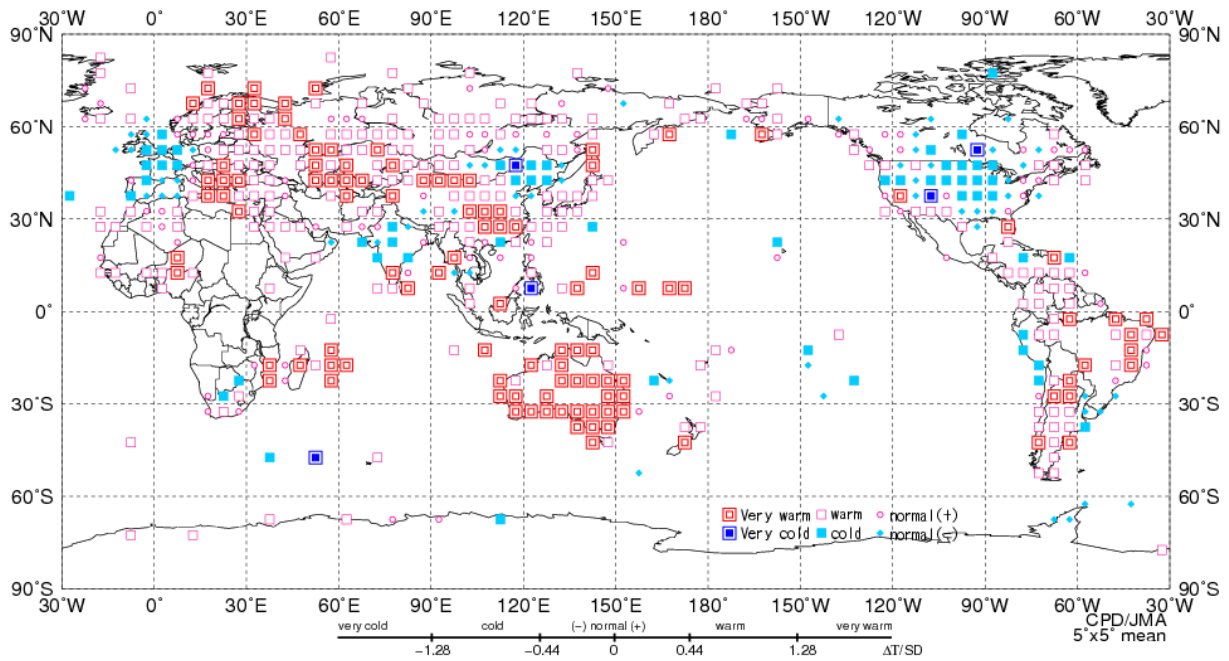 30°W 0° 30°E 60°E 90°E 120°E 150°E 180° 150°W 120°W 90°W 60°W 30°W
90°N 90°N
60°N 60°N
30°N 30°N
0° 0°
30°S 30°S
60°S 60°S
Very warm warm normal(+)
Very cold cold normal(-)
90°S 90°S
30°W 0° 30°E 60°E 90°E 120°E 150°E 180° 150°W 120°W 90°W 60°W 30°W
very cold cold (-) normal (+) warm very warm
-1.28 -0.44 0 0.44 1.28 ΔT/SD
CPD/JMA
5°x5° mean